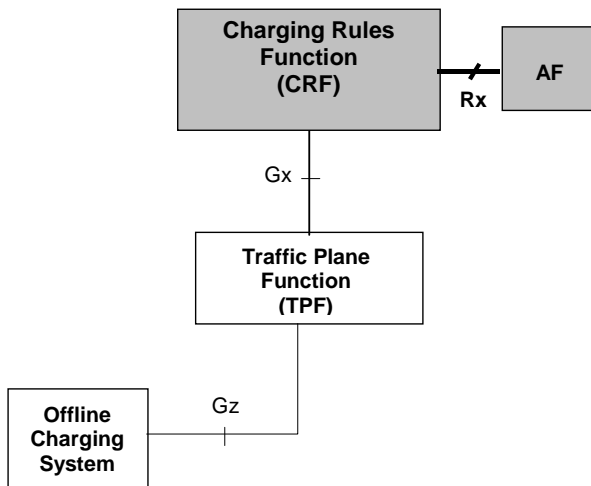 Charging Rules
Function
(CRF)
AF
Rx
Gx
Traffic Plane
Function
(TPF)
Gz
Offline
Charging
System